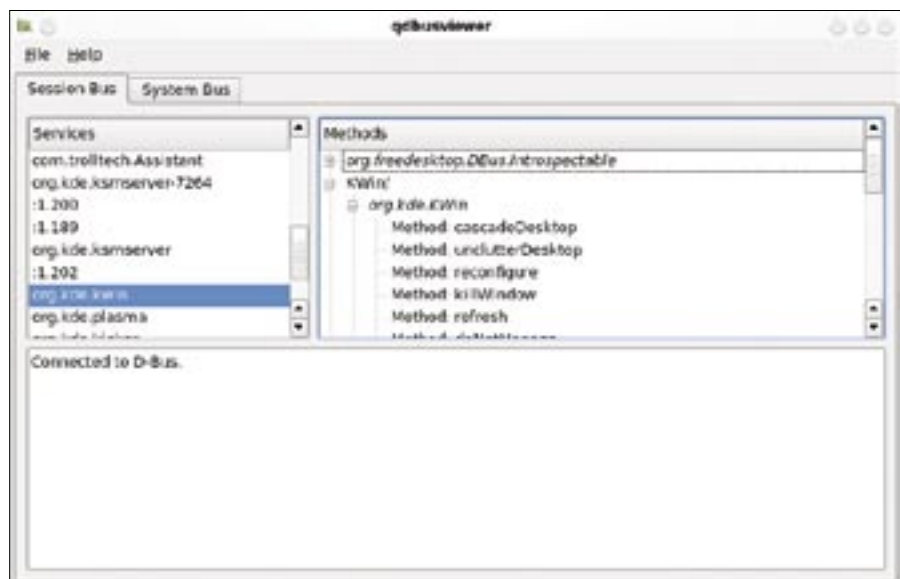 qdbusviewer
File Help
Session Bus System Bus
Services
com.trolltech.Assistant
org.kde.ksmserver-7264
:1.200
:1.189
org.kde.ksmserver
:1.202
org.kde.kwin
org.kde.plasma
Methods
org.freedesktop.DBus.Introspectable
KWin/
org.kde.KWin
Method: cascadeDesktop
Method: unclutterDesktop
Method: reconfigure
Method: killWindow
Method: refresh
Connected to D-Bus.